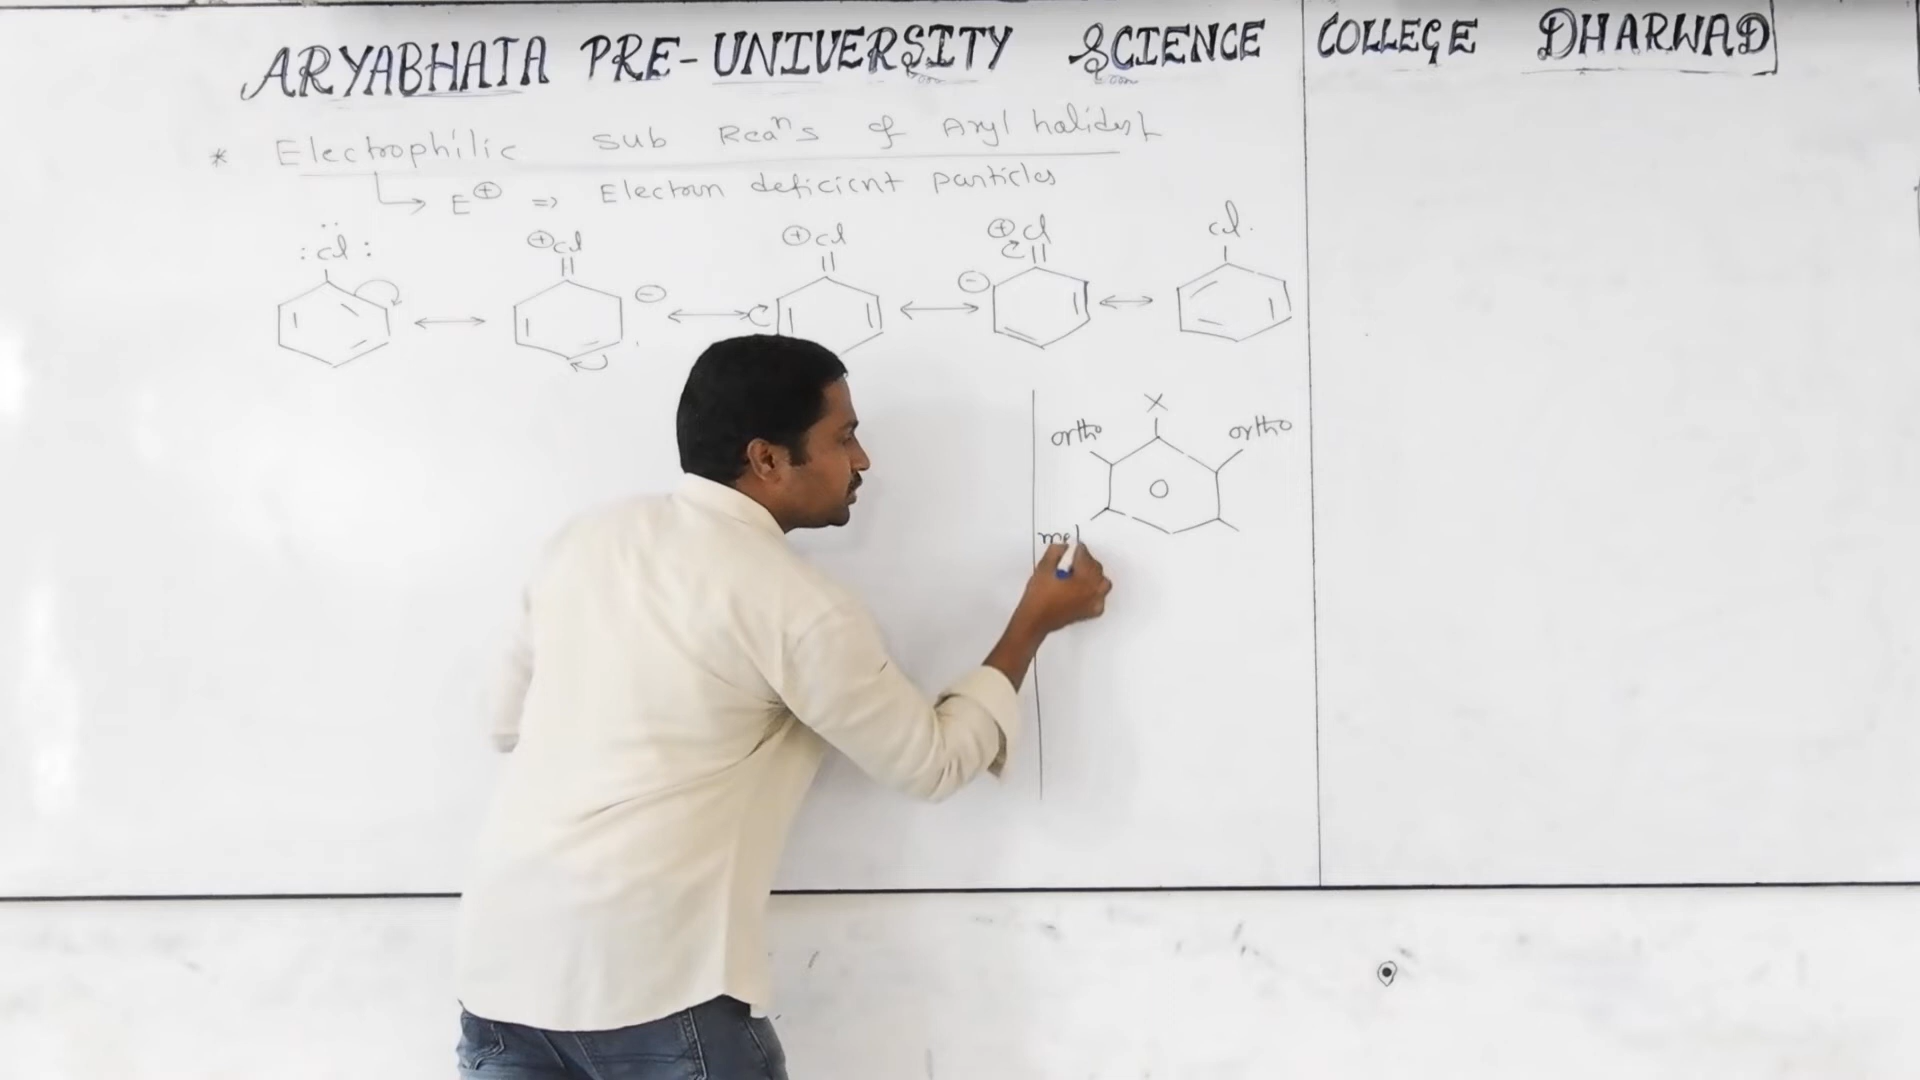 ARYABHATA PRE-UNIVERSITY SCIENCE COLLEGE DHARWAD
* Electrophilic sub Reaⁿs of Aryl halides
E⊕ => Electron deficient particles
:Cl: ⊕Cl ⊕Cl ⊕Cl Cl.
⊖ ⊖
X
ortho ortho
met